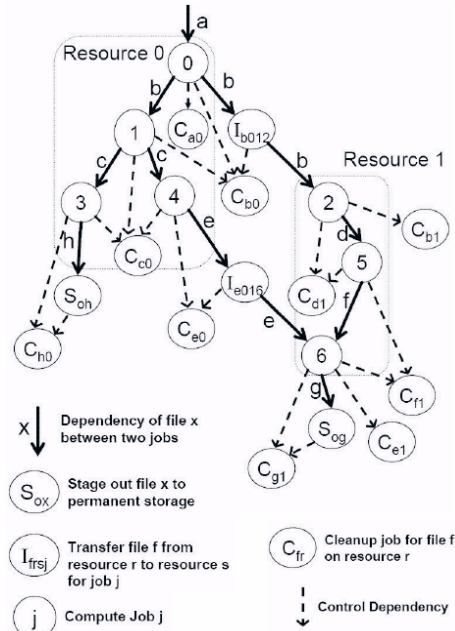 a
Resource 0
0
b
b
1
Ca0
Ib012
c
c
b
Resource 1
3
4
Cb0
2
h
e
d
Cb1
Cc0
5
Soh
Ie016
Cd1
f
Ch0
Ce0
e
6
g
Cf1
Sog
Ce1
Cg1
X
Dependency of file x
between two jobs
Sox
Stage out file x to
permanent storage
Ifrsj
Transfer file f from
resource r to resource s
for job j
Cfr
Cleanup job for file f
on resource r
j
Compute Job j
Control Dependency